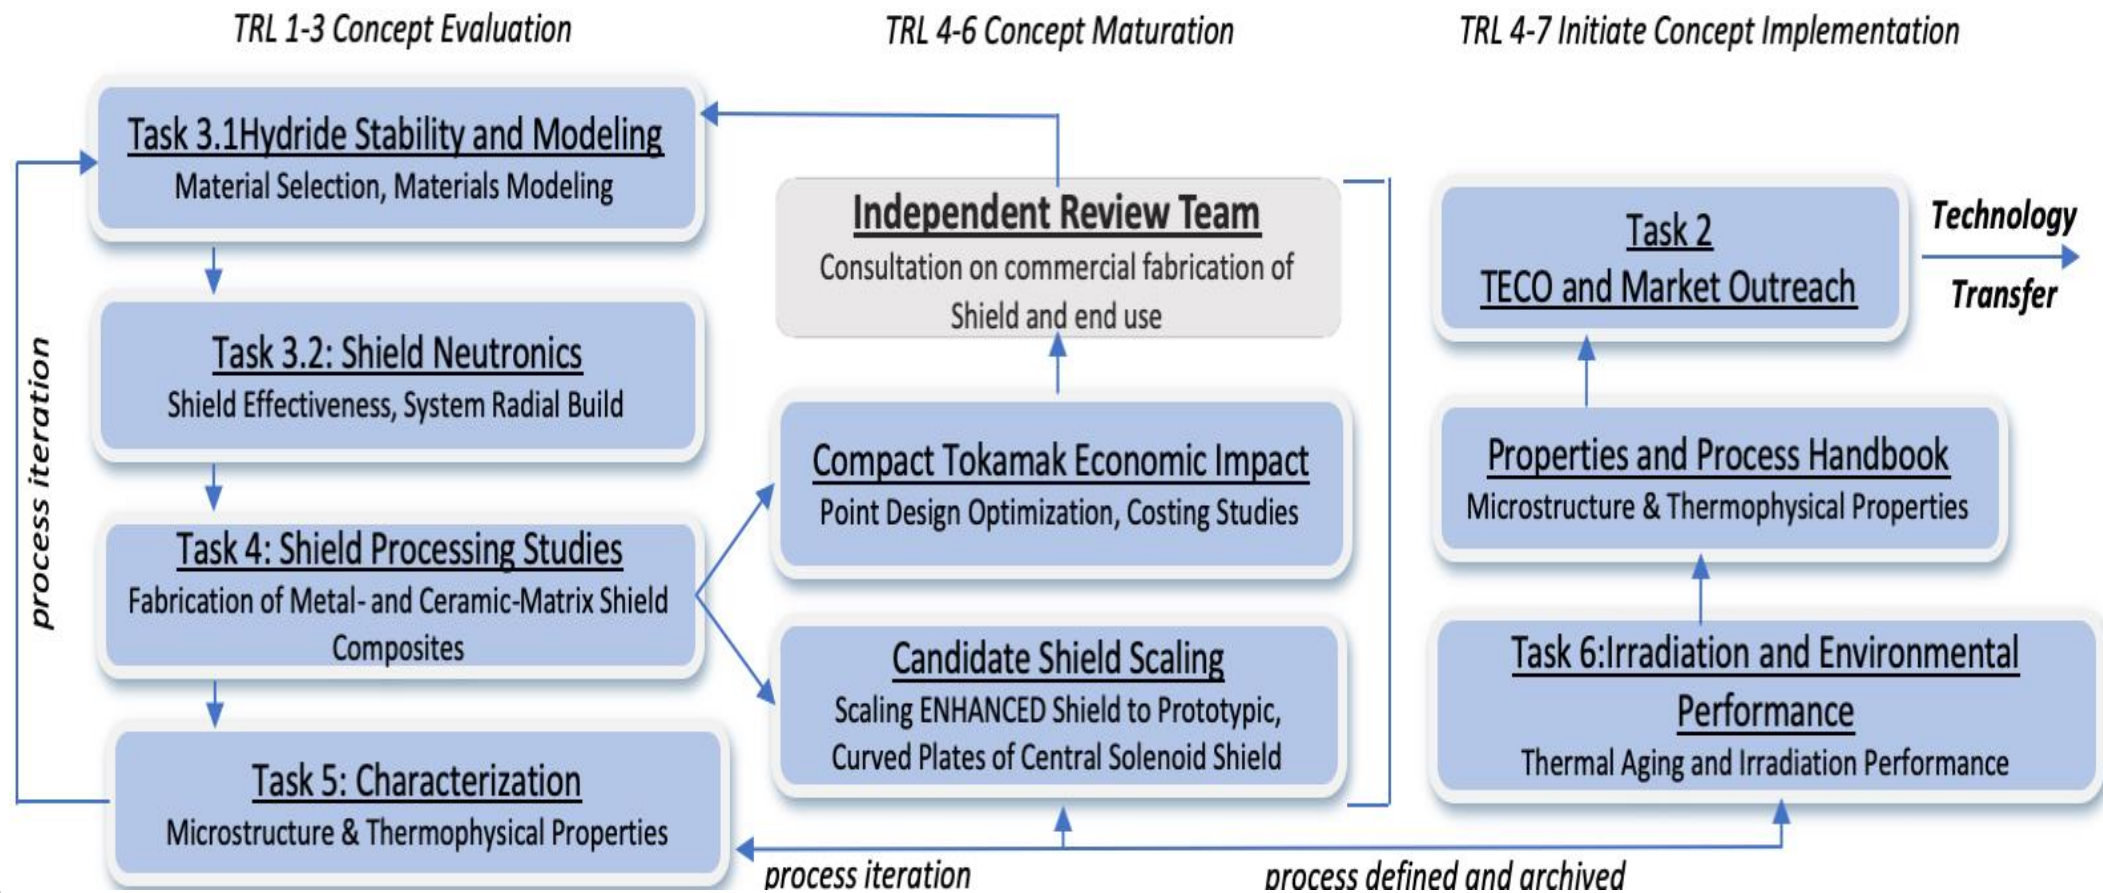 TRL 1-3 Concept Evaluation
Task 3.1Hydride Stability and Modeling
Material Selection, Materials Modeling
Task 3.2: Shield Neutronics
Shield Effectiveness, System Radial Build
Task 4: Shield Processing Studies
Fabrication of Metal- and Ceramic-Matrix Shield
Composites
Task 5: Characterization
Microstructure & Thermophysical Properties
process iteration
TRL 4-6 Concept Maturation
Independent Review Team
Consultation on commercial fabrication of
Shield and end use
Compact Tokamak Economic Impact
Point Design Optimization, Costing Studies
Candidate Shield Scaling
Scaling ENHANCED Shield to Prototypic,
Curved Plates of Central Solenoid Shield
process iteration
TRL 4-7 Initiate Concept Implementation
Task 2
TECO and Market Outreach
Technology
Transfer
Properties and Process Handbook
Microstructure & Thermophysical Properties
Task 6:Irradiation and Environmental
Performance
Thermal Aging and Irradiation Performance
process defined and archived